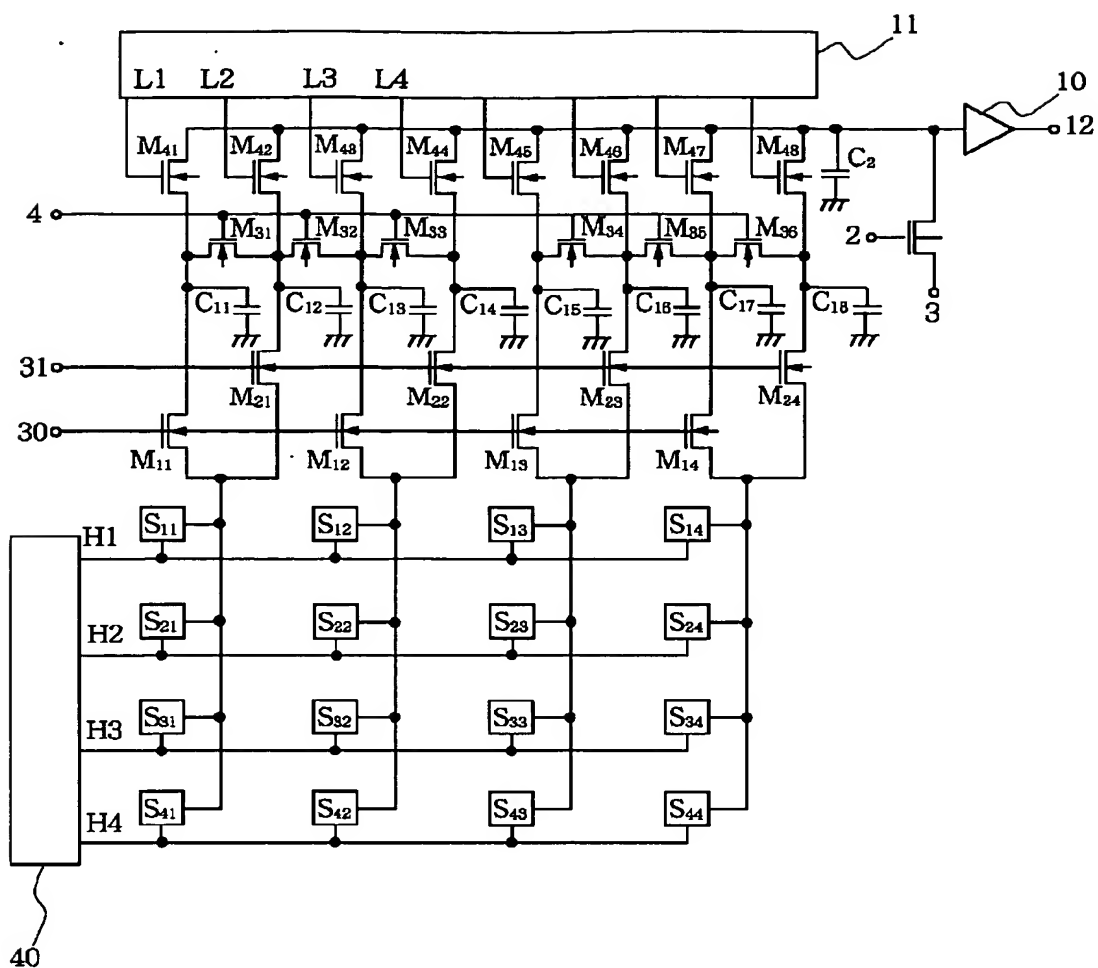 11
L1 L2 L3 L4
10
12
M41 M42 M43 M44 M45 M46 M47 M48
C2
4
M31 M32 M33 M34 M35 M36
2
3
C11 C12 C13 C14 C15 C16 C17 C18
31
M21 M22 M23 M24
30
M11 M12 M13 M14
S11 S12 S13 S14
H1
S21 S22 S23 S24
H2
S31 S32 S33 S34
H3
S41 S42 S43 S44
H4
40